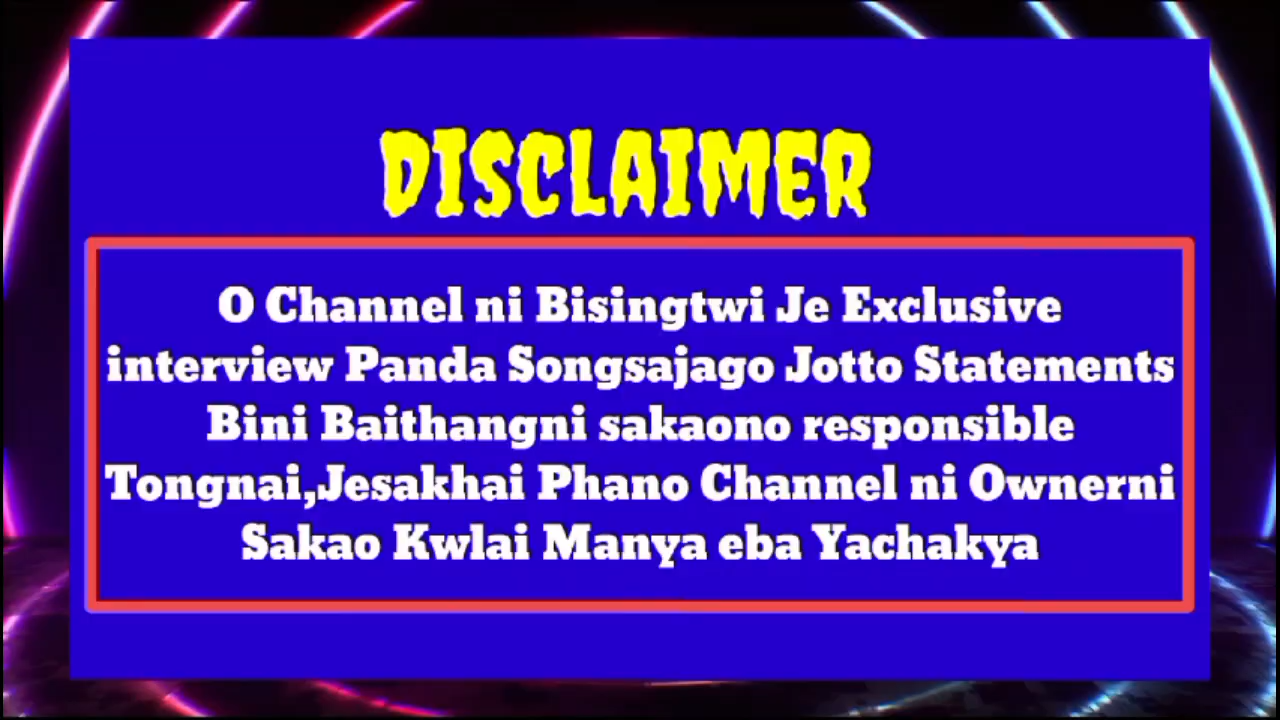 DISCLAIMER
O Channel ni Bisingtwi Je Exclusive
interview Panda Songsajago Jotto Statements
Bini Baithangni sakaono responsible
Tongnai,Jesakhai Phano Channel ni Ownerni
Sakao Kwlai Manya eba Yachakya